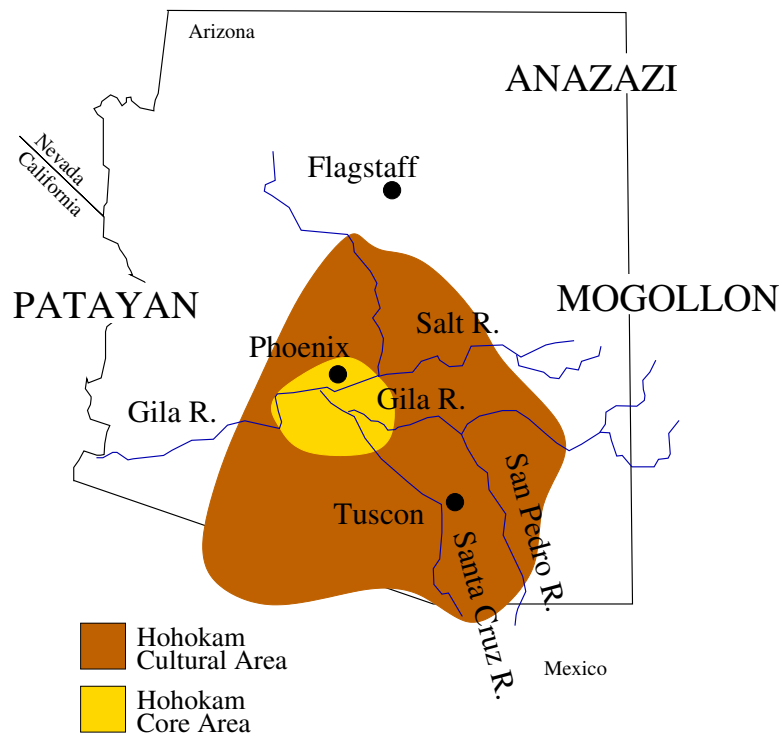 Arizona
ANAZAZI
Nevada
California
Flagstaff
PATAYAN
MOGOLLON
Salt R.
Phoenix
Gila R.
Gila R.
San Pedro R.
Tuscon
Santa Cruz R.
Hohokam
Cultural Area
Mexico
Hohokam
Core Area